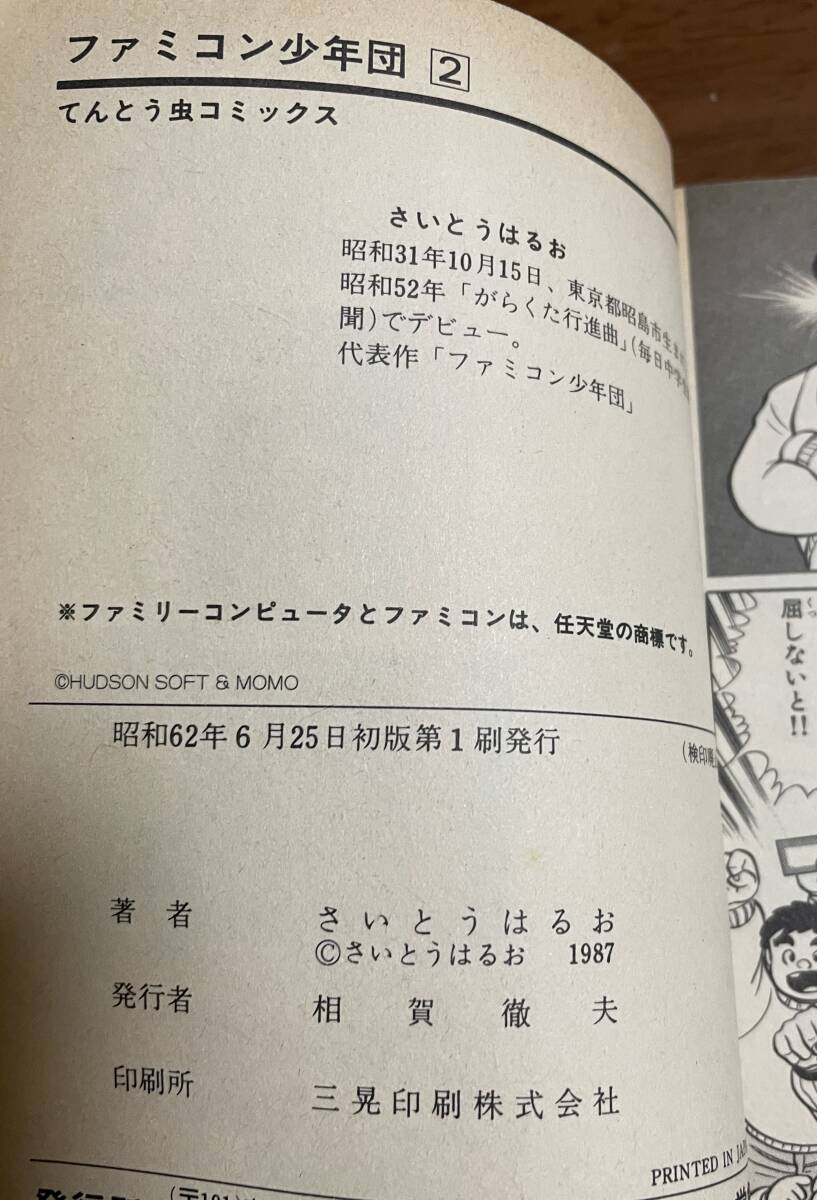 ファミコン少年団 2
てんとう虫コミックス
さいとうはるお
昭和31年10月15日、東京都昭島市生
昭和52年「がらくた行進曲」(毎日中学
聞)でデビュー。
代表作「ファミコン少年団」
※ファミリーコンピュータとファミコンは、任天堂の商標です。
©HUDSON SOFT & MOMO
昭和62年6月25日初版第1刷発行
(検印廃
著者 さいとうはるお
©さいとうはるお 1987
発行者 相賀徹夫
印刷所 三晃印刷株式会社
PRINTED IN JA
(〒101)
屈しないと!!